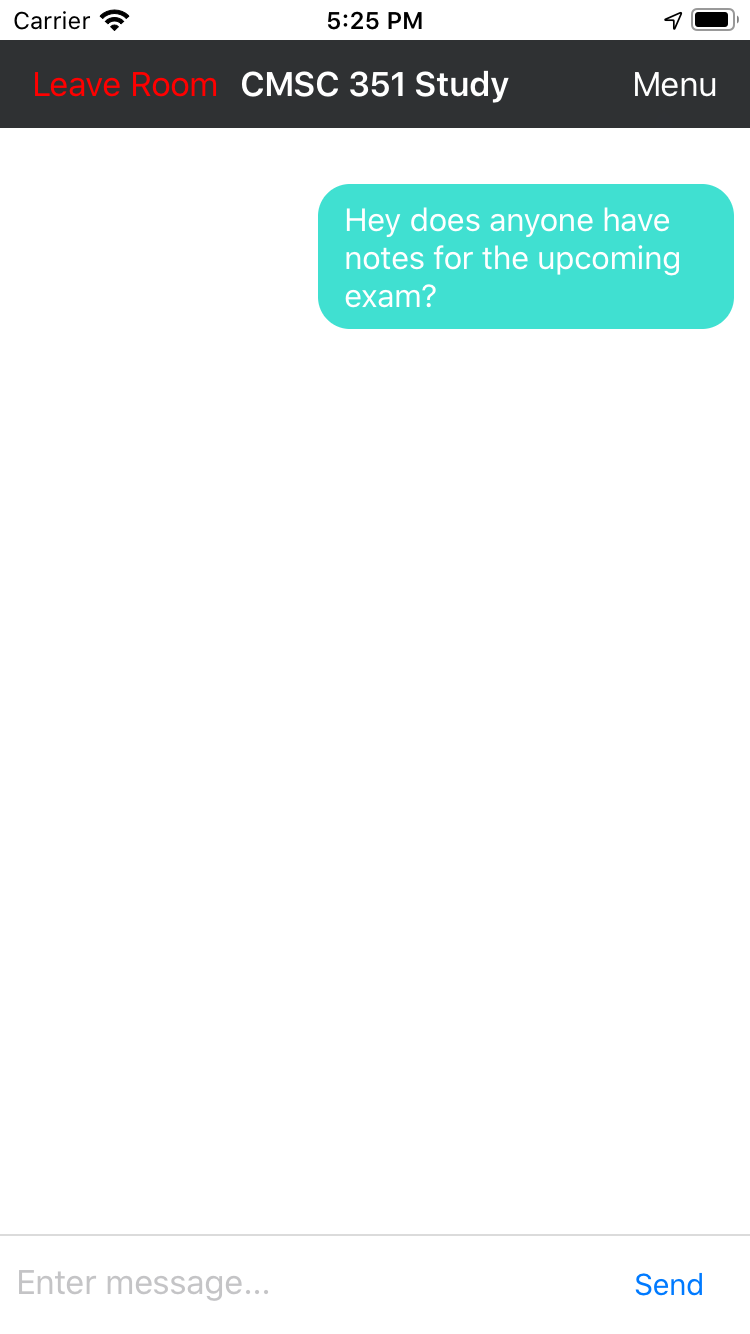 Carrier 5:25 PM
Leave Room CMSC 351 Study Menu
Hey does anyone have
notes for the upcoming
exam?
Enter message... Send